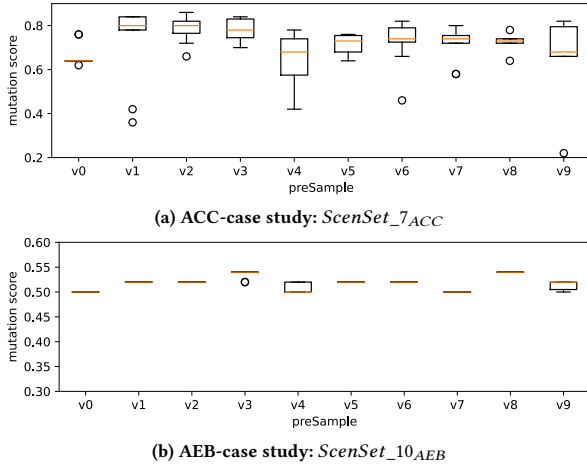 0.8
0.6
0.4
0.2
mutation score
v0 v1 v2 v3 v4 v5 v6 v7 v8 v9
preSample
(a) ACC-case study: ScenSet_7ACC
0.60
0.55
0.50
0.45
0.40
0.35
0.30
mutation score
v0 v1 v2 v3 v4 v5 v6 v7 v8 v9
preSample
(b) AEB-case study: ScenSet_10AEB